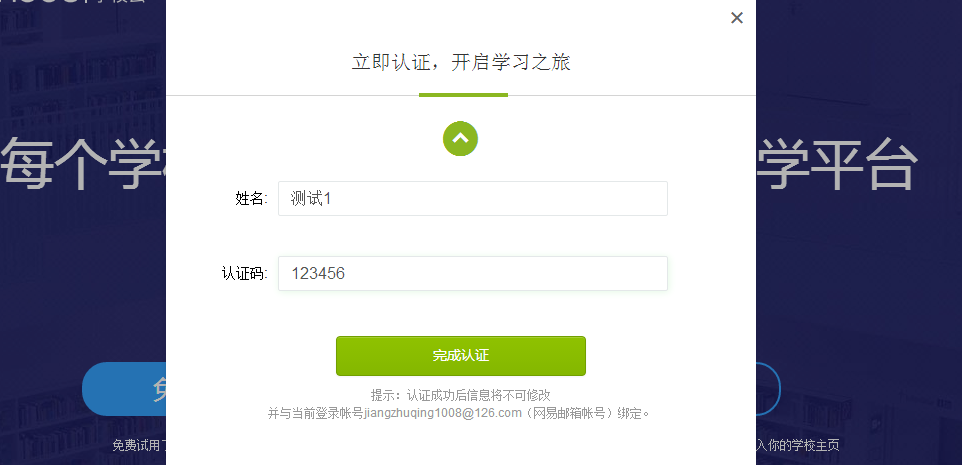 学校云
立即认证，开启学习之旅
每个学
学平台
姓名: 测试1
认证码: 123456
完成认证
提示：认证成功后信息将不可修改
并与当前登录帐号jiangzhuqing1008@126.com（网易邮箱帐号）绑定。
免费试用
入你的学校主页